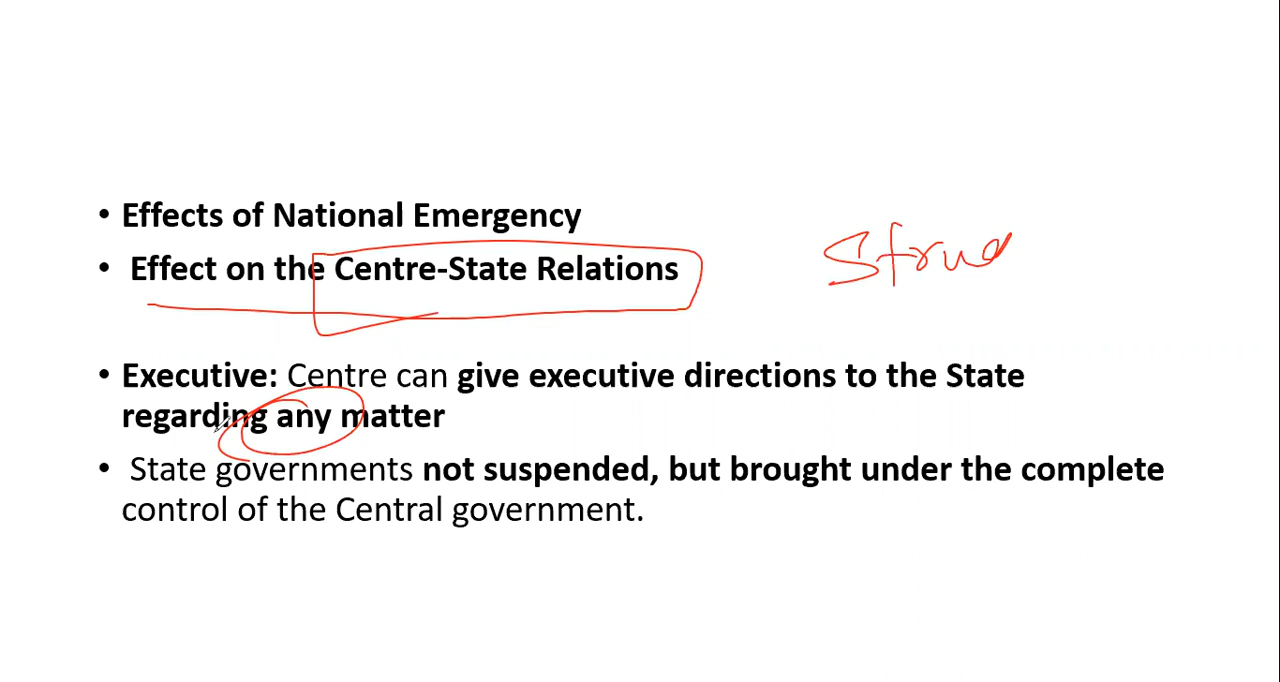 • Effects of National Emergency
• Effect on the Centre-State Relations
• Executive: Centre can give executive directions to the State
regarding any matter
• State governments not suspended, but brought under the complete
control of the Central government.